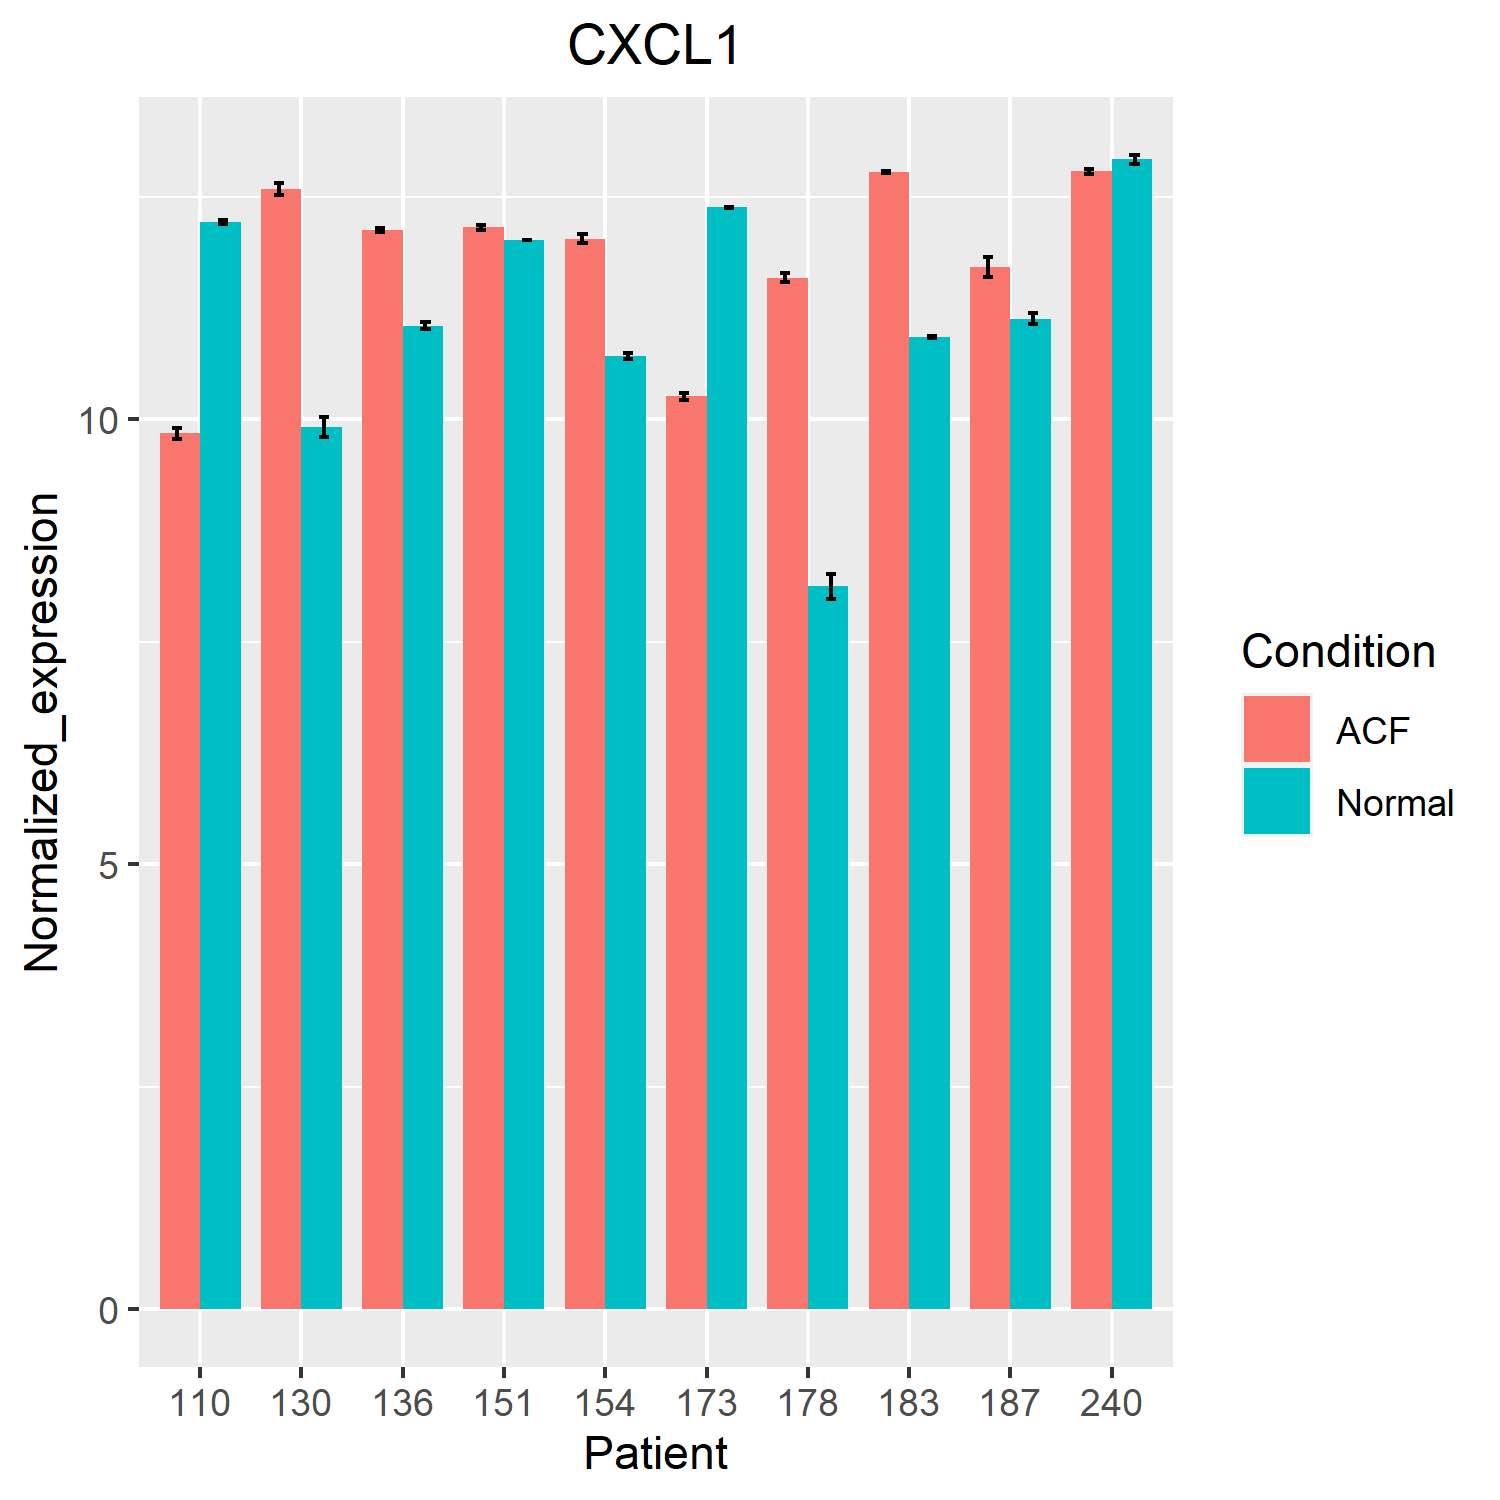 CXCL1
Normalized_expression
10
5
0
110 130 136 151 154 173 178 183 187 240
Patient
Condition
ACF
Normal